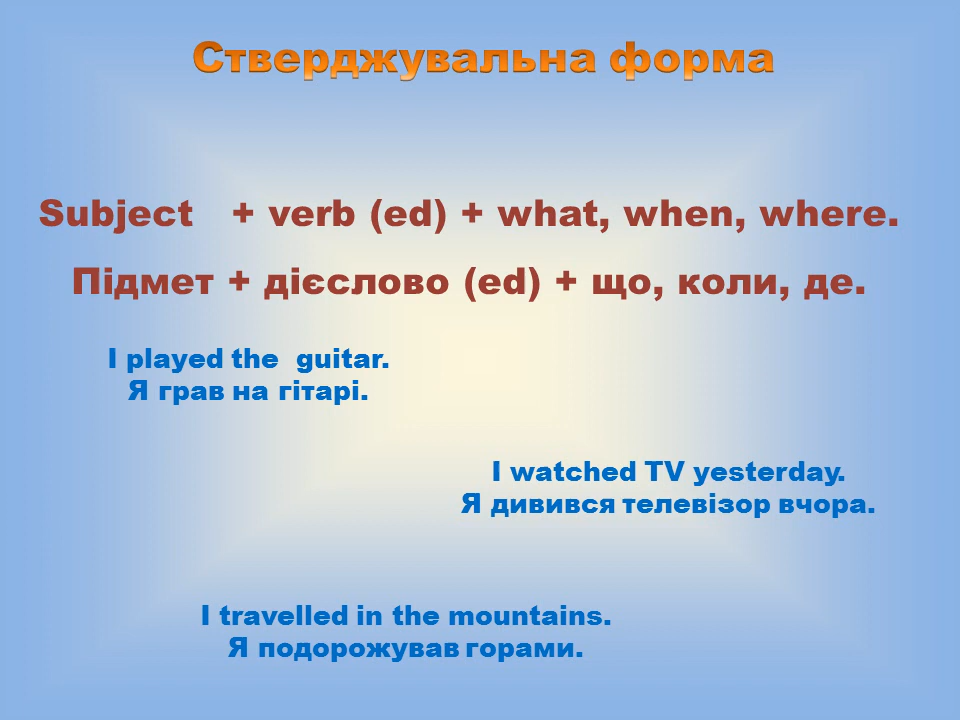 Стверджувальна форма
Subject + verb (ed) + what, when, where.
Підмет + дієслово (ed) + що, коли, де.
I played the guitar.
Я грав на гітарі.
I watched TV yesterday.
Я дивився телевізор вчора.
I travelled in the mountains.
Я подорожував горами.